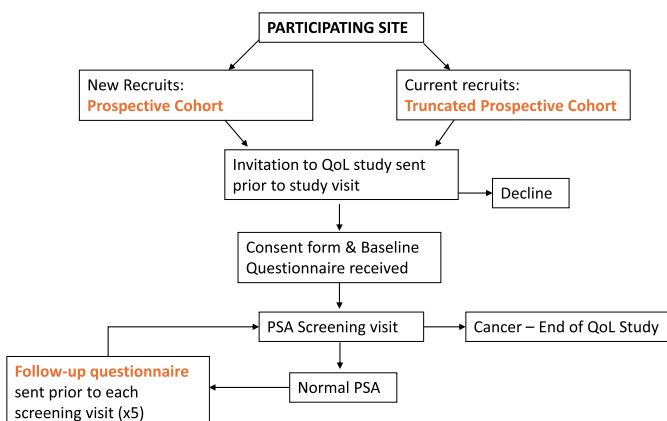 PARTICIPATING SITE
New Recruits:
Prospective Cohort
Current recruits:
Truncated Prospective Cohort
Invitation to QoL study sent
prior to study visit
Decline
Consent form & Baseline
Questionnaire received
PSA Screening visit
Cancer – End of QoL Study
Follow-up questionnaire
sent prior to each
screening visit (x5)
Normal PSA